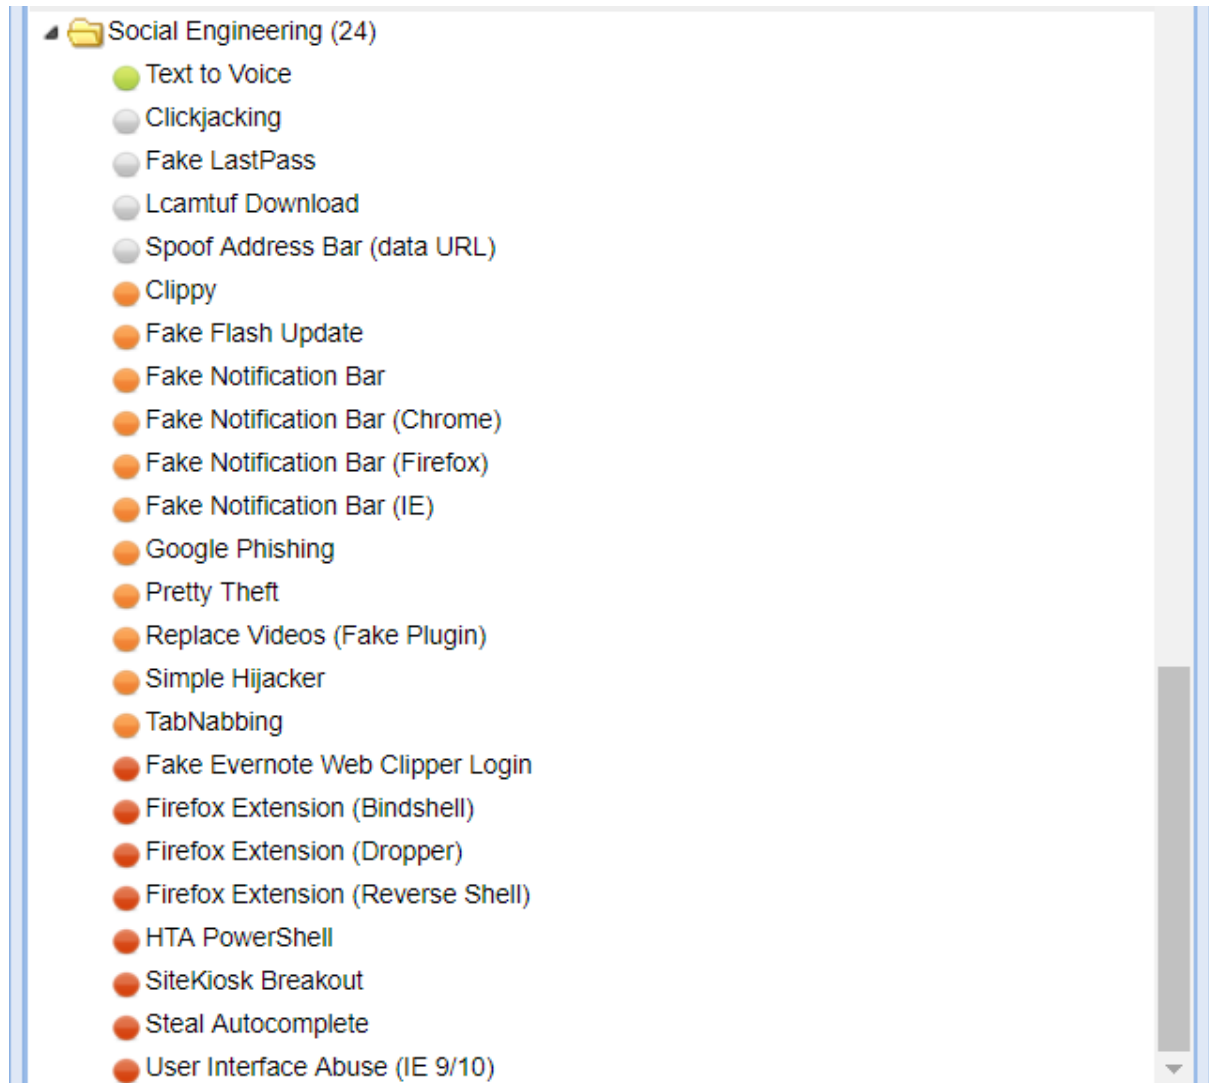 Social Engineering (24)
Text to Voice
Clickjacking
Fake LastPass
Lcamtuf Download
Spoof Address Bar (data URL)
Clippy
Fake Flash Update
Fake Notification Bar
Fake Notification Bar (Chrome)
Fake Notification Bar (Firefox)
Fake Notification Bar (IE)
Google Phishing
Pretty Theft
Replace Videos (Fake Plugin)
Simple Hijacker
TabNabbing
Fake Evernote Web Clipper Login
Firefox Extension (Bindshell)
Firefox Extension (Dropper)
Firefox Extension (Reverse Shell)
HTA PowerShell
SiteKiosk Breakout
Steal Autocomplete
User Interface Abuse (IE 9/10)